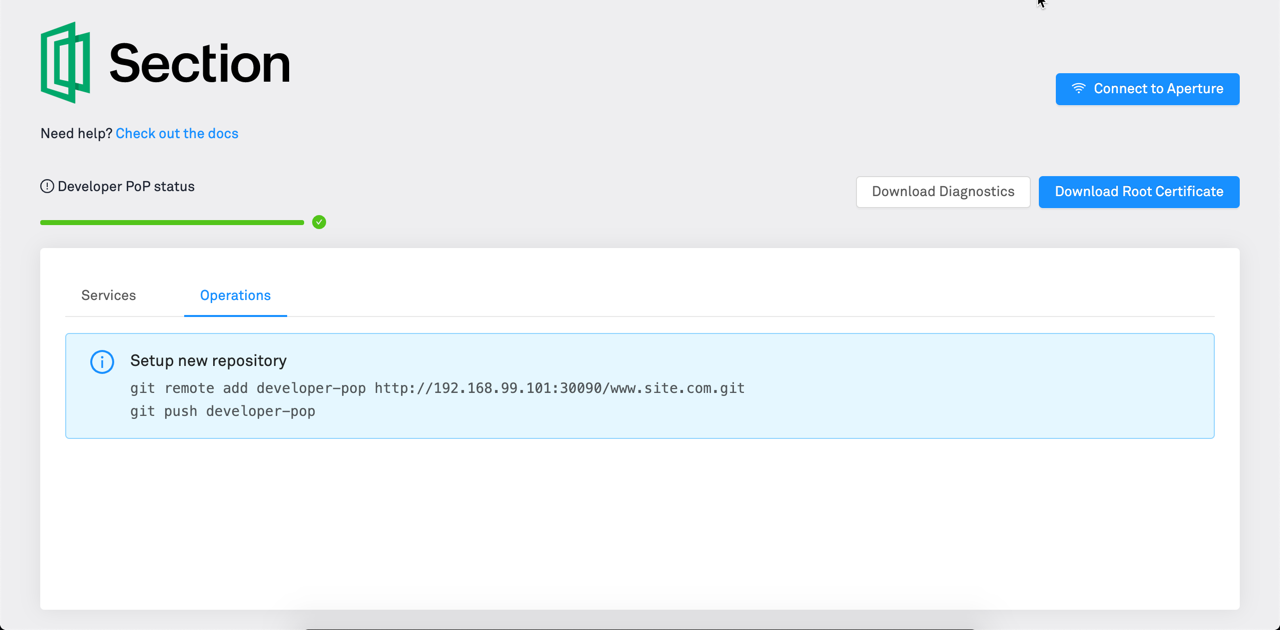 Section
Connect to Aperture
Need help? Check out the docs
Developer PoP status
Download Diagnostics
Download Root Certificate
Services
Operations
Setup new repository
git remote add developer-pop http://192.168.99.101:30090/www.site.com.git
git push developer-pop